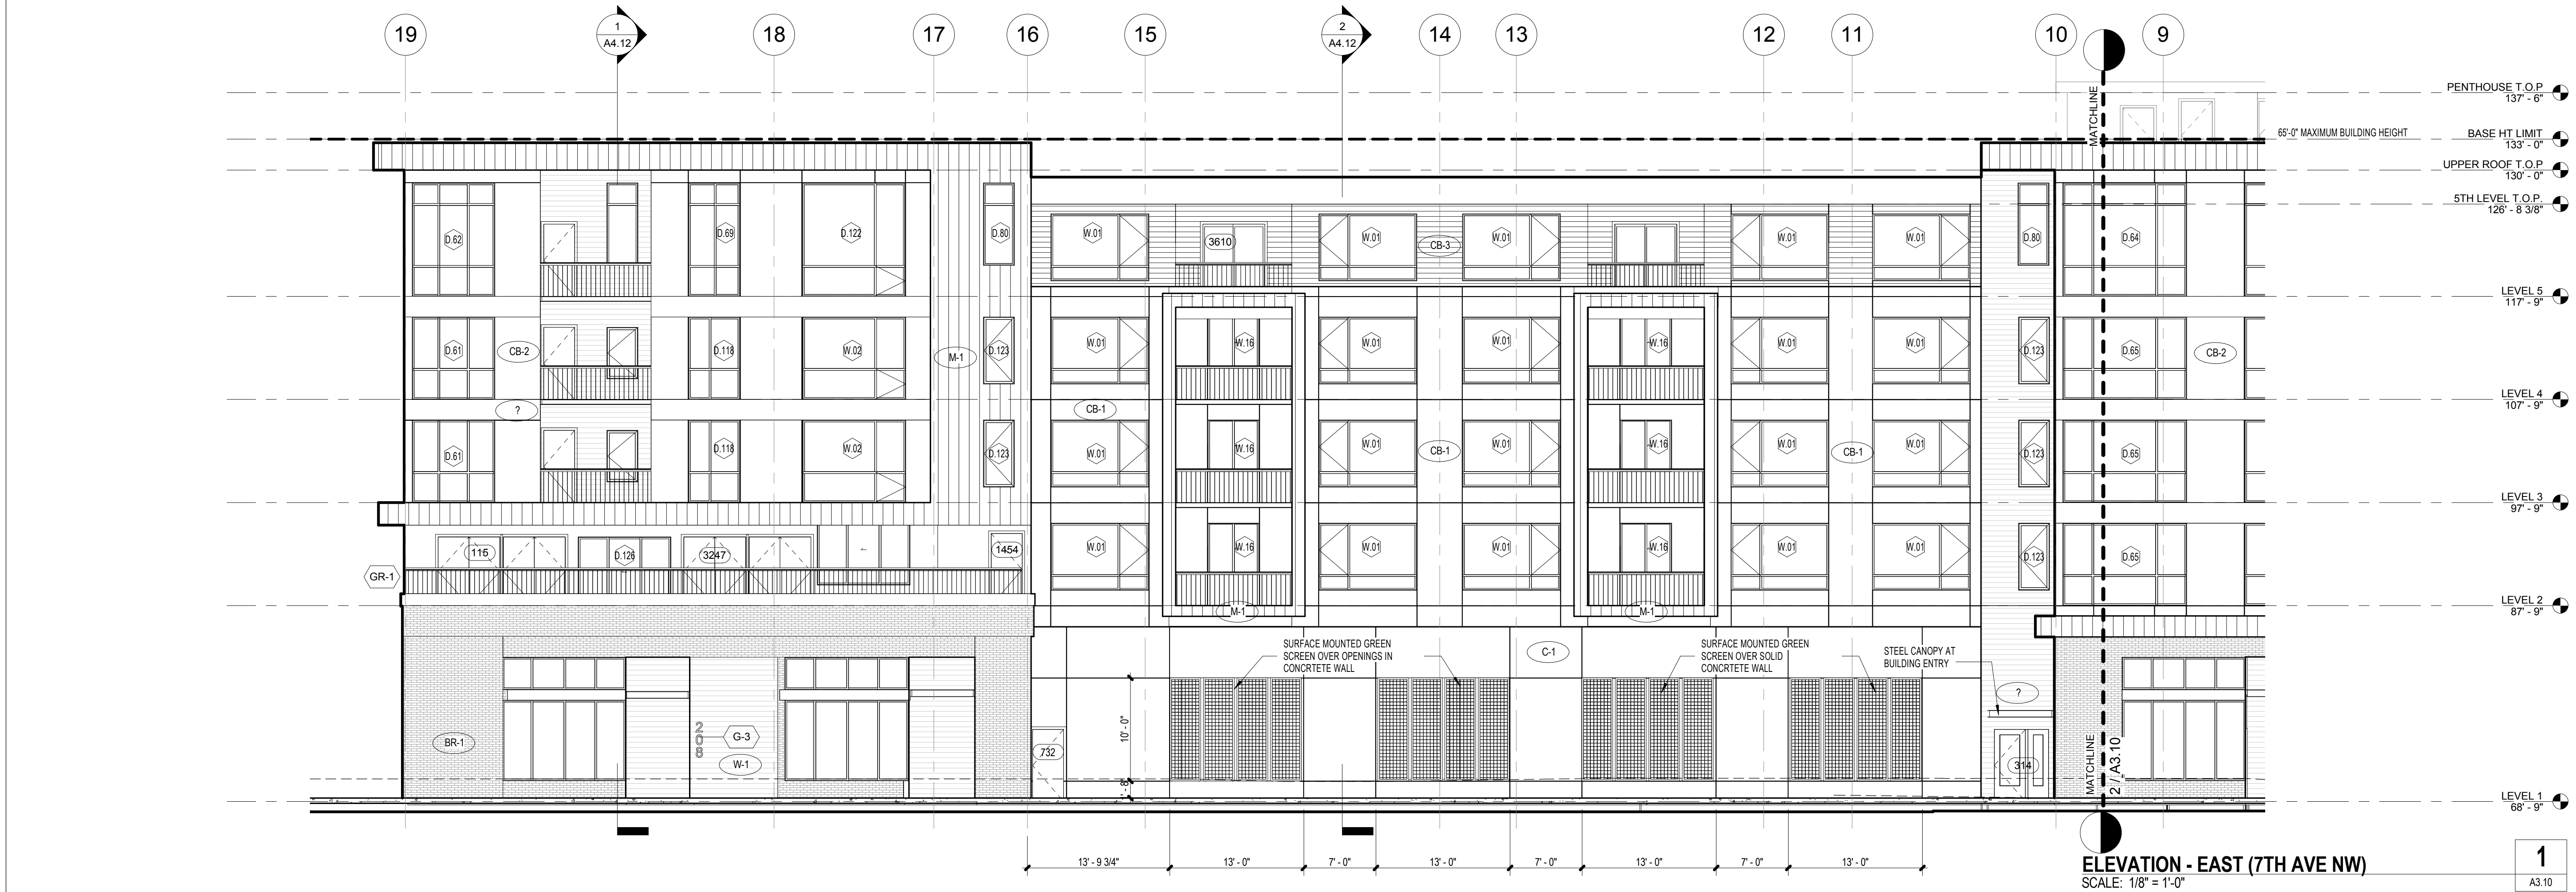 19
1
A4.12
18
17
16
15
2
A4.12
14
13
12
11
10
9
PENTHOUSE T.O.P
137' - 6"
65'-0" MAXIMUM BUILDING HEIGHT
BASE HT LIMIT
133' - 0"
UPPER ROOF T.O.P
130' - 0"
5TH LEVEL T.O.P.
126' - 8 3/8"
MATCHLINE
D.62
D.69
D.122
D.80
W.01
3610
W.01
CB-3
W.01
W.01
W.01
D.80
D.64
LEVEL 5
117' - 9"
D.61
CB-2
D.118
W.02
M-1
D.123
W.01
W.16
W.01
W.01
W.16
W.01
W.01
D.123
D.65
CB-2
?
CB-1
LEVEL 4
107' - 9"
D.61
D.118
W.02
D.123
W.01
W.16
W.01
CB-1
W.01
W.16
W.01
CB-1
W.01
D.123
D.65
LEVEL 3
97' - 9"
115
D.126
3247
1454
W.01
W.16
W.01
W.01
W.16
W.01
W.01
D.123
D.65
GR-1
M-1
M-1
LEVEL 2
87' - 9"
SURFACE MOUNTED GREEN
SCREEN OVER OPENINGS IN
CONCRTETE WALL
C-1
SURFACE MOUNTED GREEN
SCREEN OVER SOLID
CONCRTETE WALL
STEEL CANOPY AT
BUILDING ENTRY
?
BR-1
208
G-3
W-1
732
10' - 0"
314
MATCHLINE
2 / A3.10
LEVEL 1
68' - 9"
13' - 9 3/4"
13' - 0"
7' - 0"
13' - 0"
7' - 0"
13' - 0"
7' - 0"
13' - 0"
ELEVATION - EAST (7TH AVE NW)
SCALE: 1/8" = 1'-0"
1
A3.10